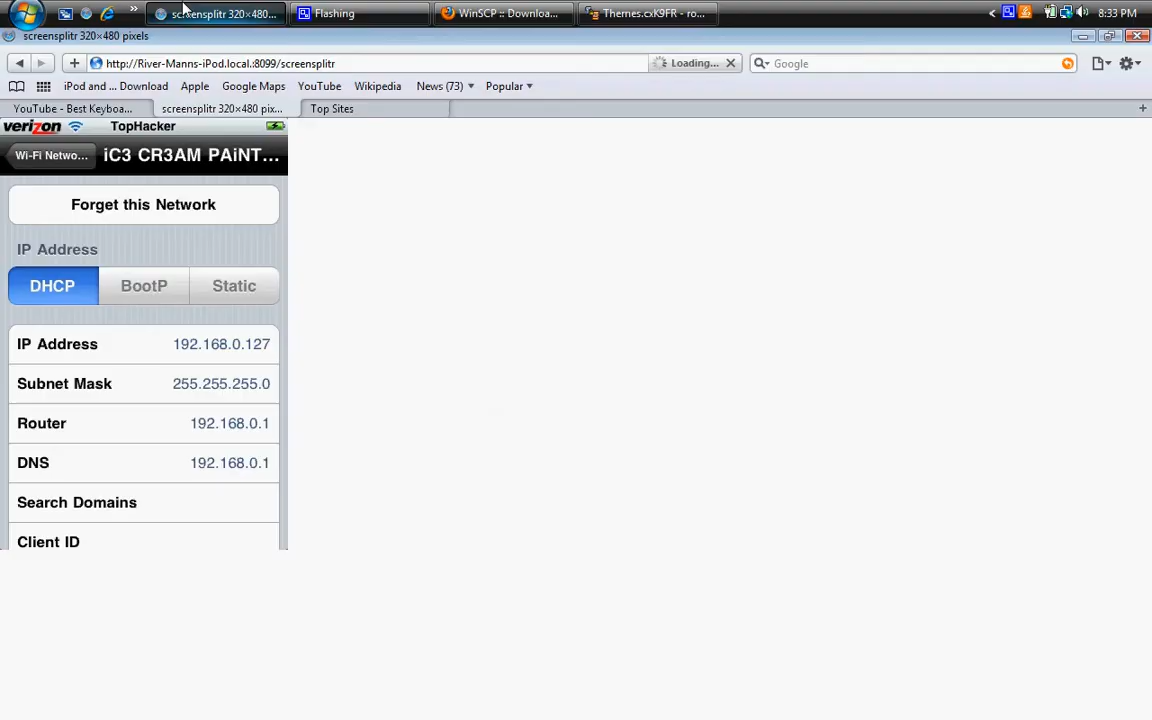 screensplitr 320×480...
Flashing
WinSCP :: Downloa...
Themes.cxK9FR - ro...
8:33 PM
screensplitr 320×480 pixels
http://River-Manns-iPod.local.:8099/screensplitr
Loading...
Google
iPod and ... Download
Apple
Google Maps
YouTube
Wikipedia
News (73)
Popular
YouTube - Best Keyboa...
screensplitr 320×480 pix...
Top Sites
verizon
TopHacker
Wi-Fi Netwo...
iC3 CR3AM PAiNT...
Forget this Network
IP Address
DHCP
BootP
Static
IP Address 192.168.0.127
Subnet Mask 255.255.255.0
Router 192.168.0.1
DNS 192.168.0.1
Search Domains
Client ID